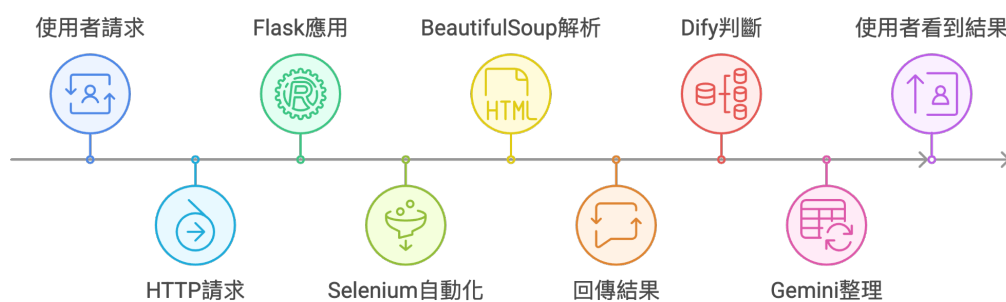 使用者請求
Flask應用
BeautifulSoup解析
Dify判斷
使用者看到結果
R
HTML
HTTP請求
Selenium自動化
回傳結果
Gemini整理